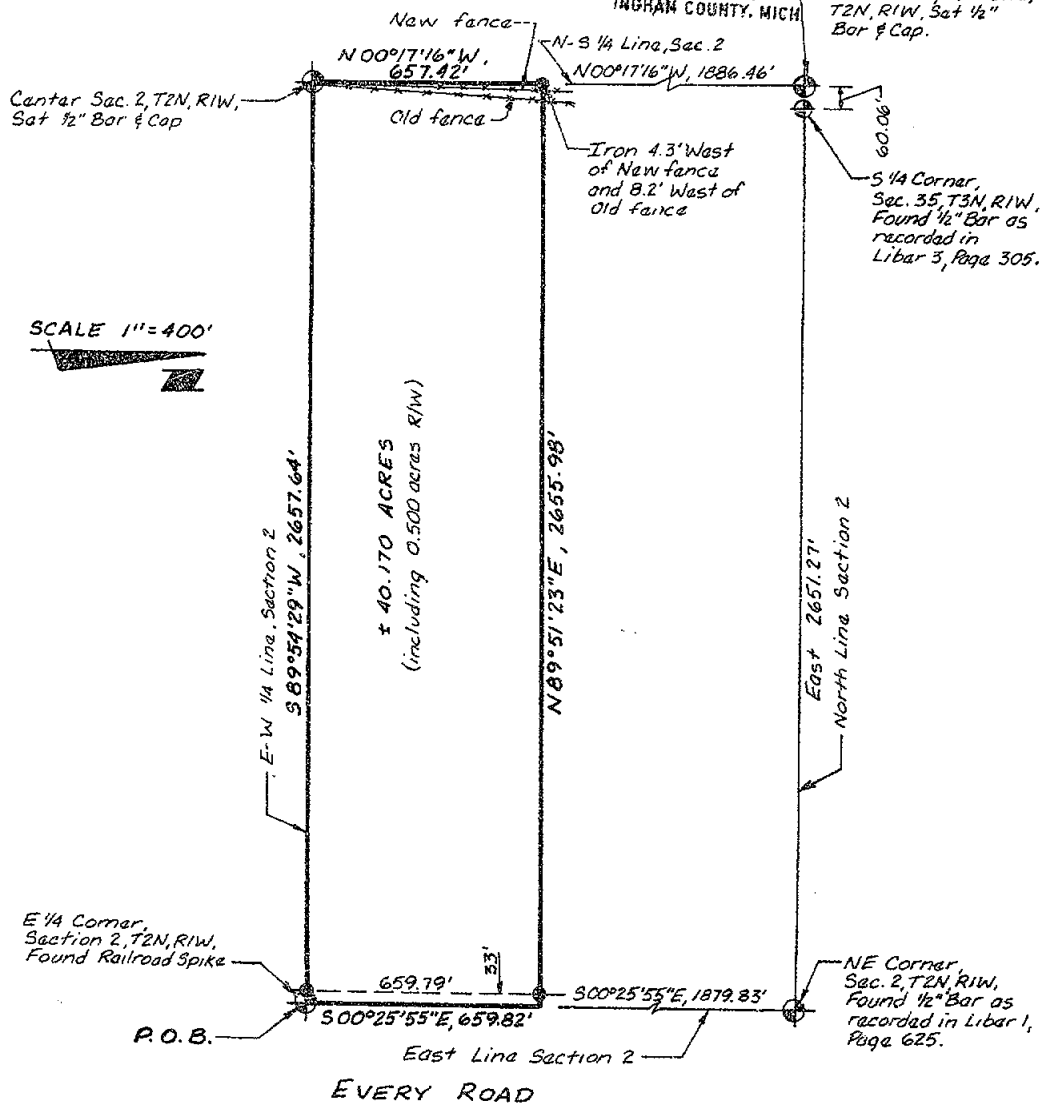 INGHAM COUNTY, MICH
T2N, R1W, Set ½"
Bar & Cap.
New fence
N 00°17'16" W,
657.42'
N-S ¼ Line, Sec. 2
N00°17'16"W, 1886.46'
Center Sec. 2, T2N, R1W,
Set ½" Bar & Cap
Old fence
60.06'
Iron 4.3' West
of New fence
and 8.2' West of
Old fence
S ¼ Corner,
Sec. 35, T3N, R1W,
Found ½" Bar as
recorded in
Liber 3, Page 305.
SCALE 1"=400'
N
E-W ¼ Line, Section 2
S 89°54'29" W, 2657.64'
± 40.170 ACRES
(including 0.500 acres R/W)
N 89°51'23" E, 2655.98'
East 2651.27'
North Line Section 2
E ¼ Corner,
Section 2, T2N, R1W,
Found Railroad Spike
659.79'
33'
S 00°25'55"E, 659.82'
S00°25'55"E, 1879.83'
P.O.B.
East Line Section 2
NE Corner,
Sec. 2, T2N, R1W,
Found ½" Bar as
recorded in Liber 1,
Page 625.
EVERY ROAD